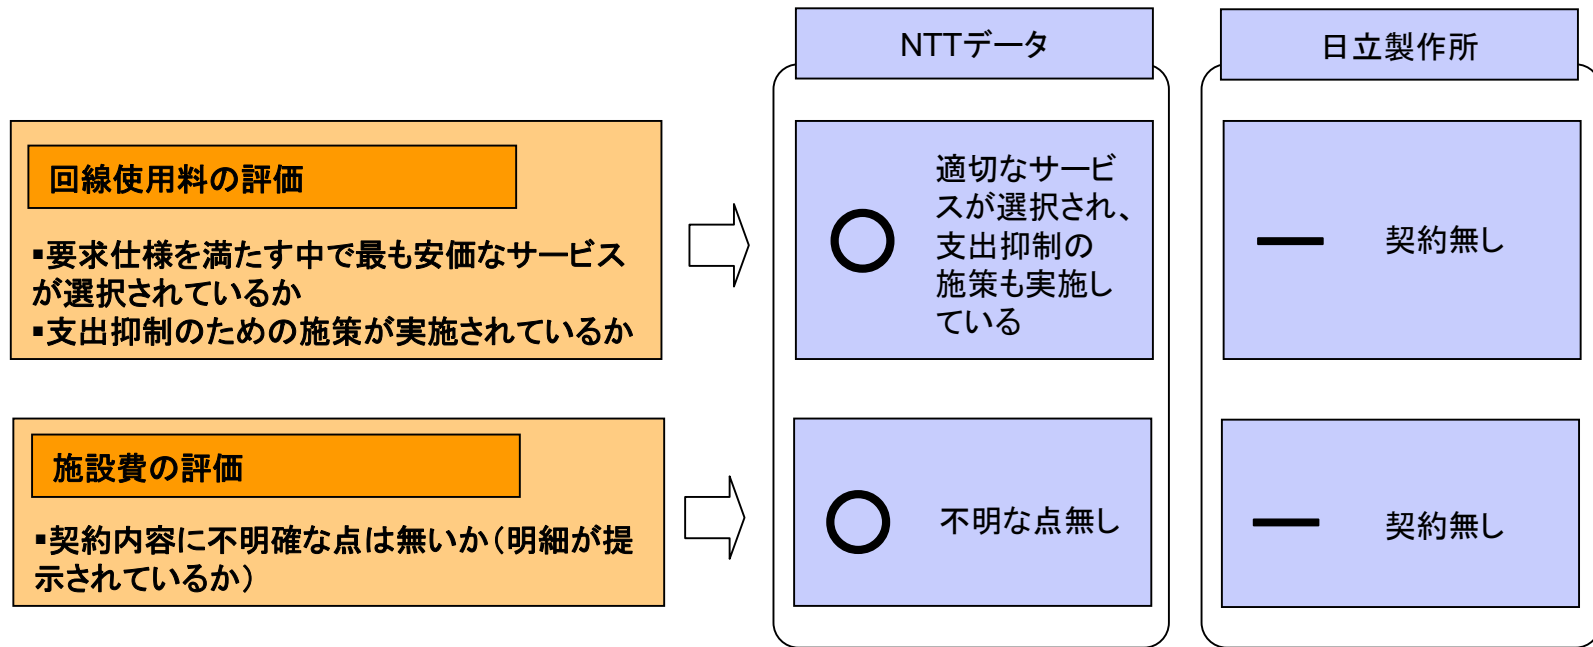 NTTデータ
日立製作所
回線使用料の評価
▪要求仕様を満たす中で最も安価なサービス
が選択されているか
▪支出抑制のための施策が実施されているか
適切なサービ
スが選択され、
支出抑制の
施策も実施し
ている
契約無し
施設費の評価
▪契約内容に不明確な点は無いか（明細が提
示されているか）
不明な点無し
契約無し